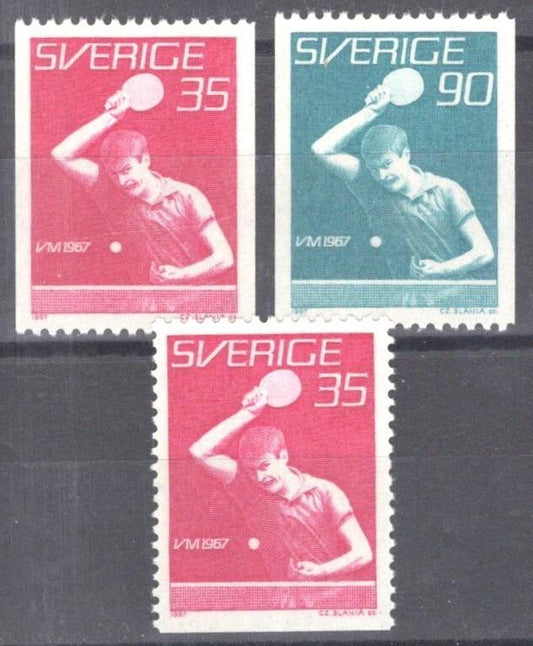 SVERIGE
35
VM 1967
1967 CZ. SLANIA SC.
SVERIGE
90
VM 1967
1967 CZ. SLANIA SC.
SVERIGE
35
VM 1967
1967 CZ. SLANIA SC.